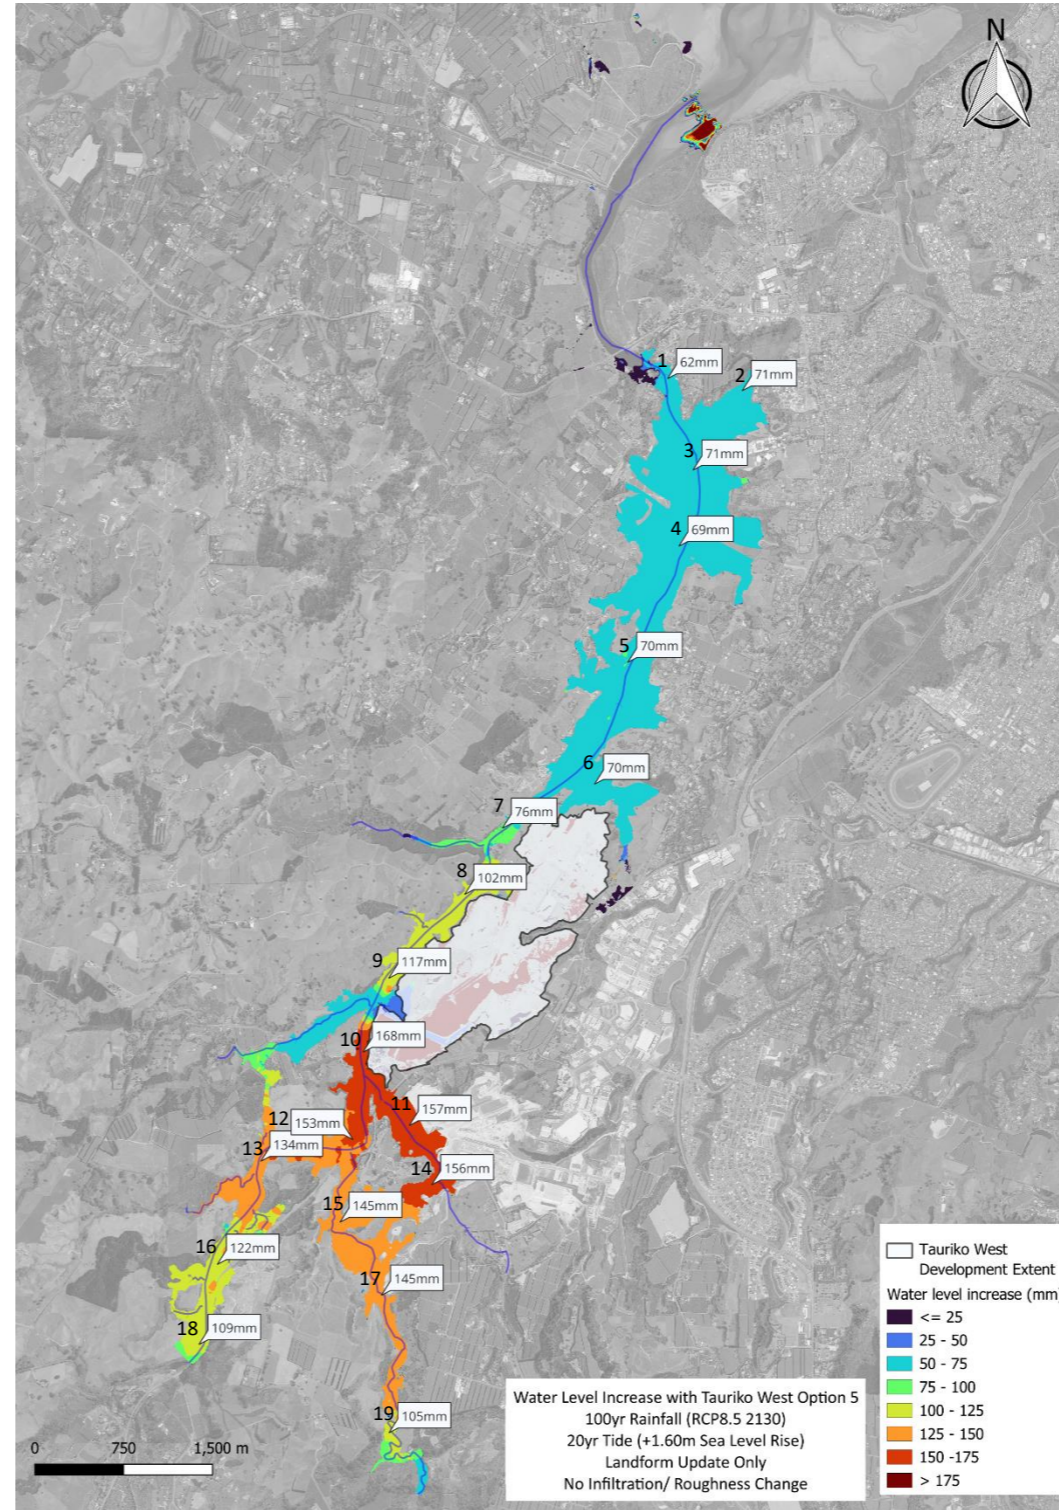 N
1
62mm
2
71mm
3
71mm
4
69mm
5
70mm
6
70mm
7
76mm
8
102mm
9
117mm
10
168mm
11
157mm
12
153mm
13
134mm
14
156mm
15
145mm
16
122mm
17
145mm
18
109mm
19
105mm
0 750 1,500 m
Water Level Increase with Tauriko West Option 5
100yr Rainfall (RCP8.5 2130)
20yr Tide (+1.60m Sea Level Rise)
Landform Update Only
No Infiltration/ Roughness Change
Tauriko West
Development Extent
Water level increase (mm)
<= 25
25 - 50
50 - 75
75 - 100
100 - 125
125 - 150
150 -175
> 175